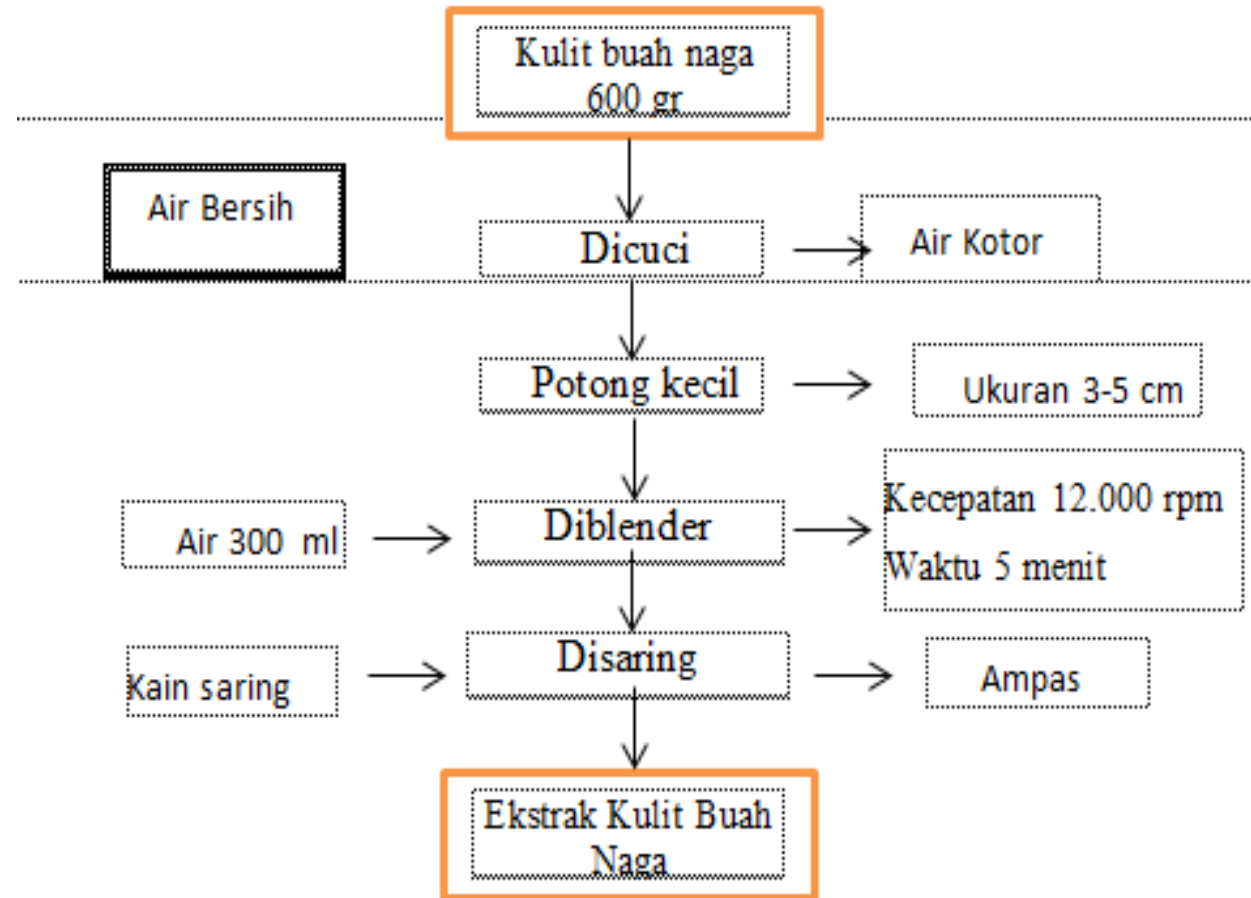 Kulit buah naga
600 gr
Air Bersih
Dicuci
Air Kotor
Potong kecil
Ukuran 3-5 cm
Air 300 ml
Diblender
Kecepatan 12.000 rpm
Waktu 5 menit
Kain saring
Disaring
Ampas
Ekstrak Kulit Buah
Naga